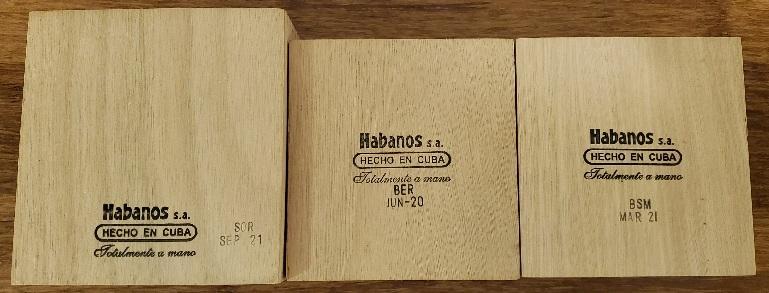 Habanos s.a.
HECHO EN CUBA
Totalmente a mano
SOR
SEP 21
Habanos s.a.
HECHO EN CUBA
Totalmente a mano
BER
JUN-20
Habanos s.a.
HECHO EN CUBA
Totalmente a mano
BSM
MAR 21